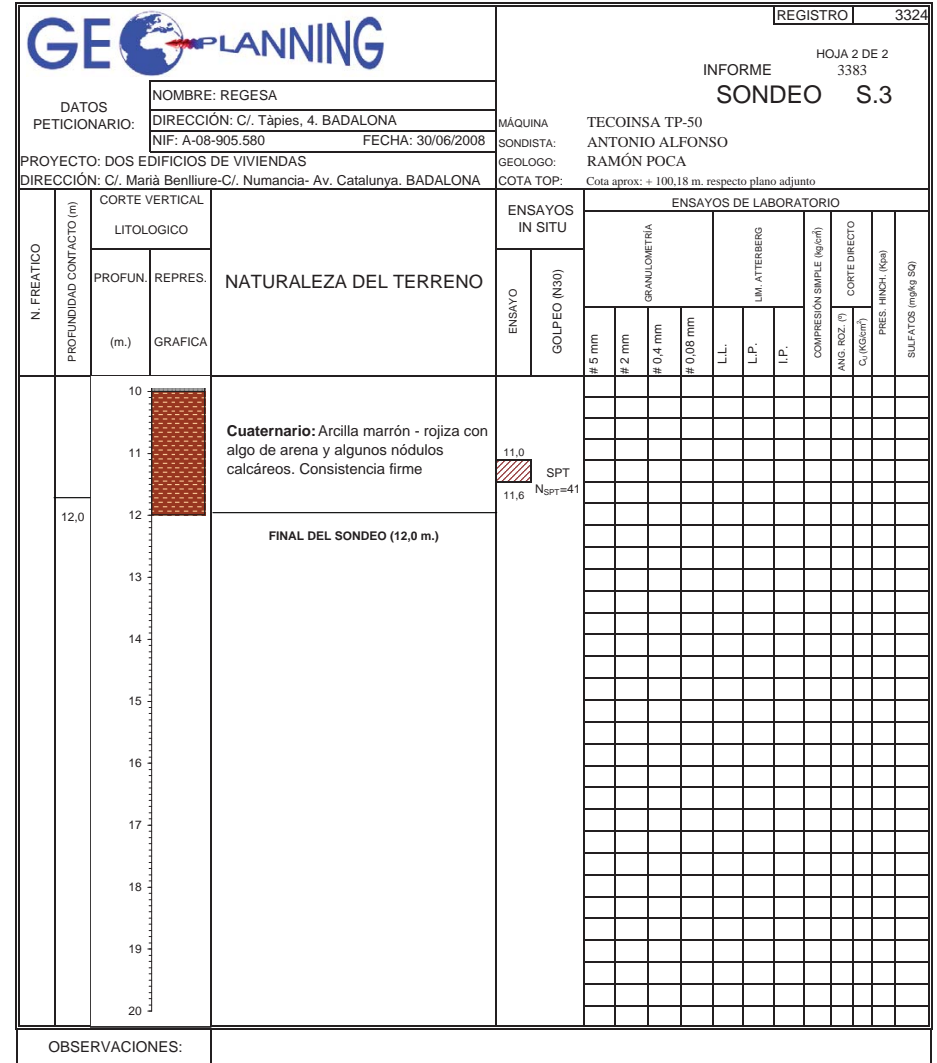 GEOPLANNING
REGISTRO 3324
HOJA 2 DE 2
INFORME 3383
SONDEO S.3
DATOS PETICIONARIO:
NOMBRE: REGESA
DIRECCIÓN: C/. Tàpies, 4. BADALONA
NIF: A-08-905.580 FECHA: 30/06/2008
MÁQUINA TECOINSA TP-50
SONDISTA: ANTONIO ALFONSO
GEOLOGO: RAMÓN POCA
COTA TOP: Cota aprox: + 100,18 m. respecto plano adjunto
PROYECTO: DOS EDIFICIOS DE VIVIENDAS
DIRECCIÓN: C/. Marià Benlliure-C/. Numancia- Av. Catalunya. BADALONA
N. FREATICO
PROFUNDIDAD CONTACTO (m)
CORTE VERTICAL
LITOLOGICO
PROFUN.
(m.)
REPRES.
GRAFICA
NATURALEZA DEL TERRENO
ENSAYOS
IN SITU
ENSAYO
GOLPEO (N30)
ENSAYOS DE LABORATORIO
GRANULOMETRÍA
# 5 mm
# 2 mm
# 0,4 mm
# 0,08 mm
LIM. ATTERBERG
L.L.
L.P.
I.P.
COMPRESIÓN SIMPLE (kg/cm²)
CORTE DIRECTO
ANG. ROZ. (º)
Cu (KG/cm²)
PRES. HINCH. (Kpa)
SULFATOS (mg/kg SQ)
10
11
12
13
14
15
16
17
18
19
20
12,0
Cuaternario: Arcilla marrón - rojiza con
algo de arena y algunos nódulos
calcáreos. Consistencia firme
FINAL DEL SONDEO (12,0 m.)
11,0
11,6
SPT
NSPT=41
OBSERVACIONES: